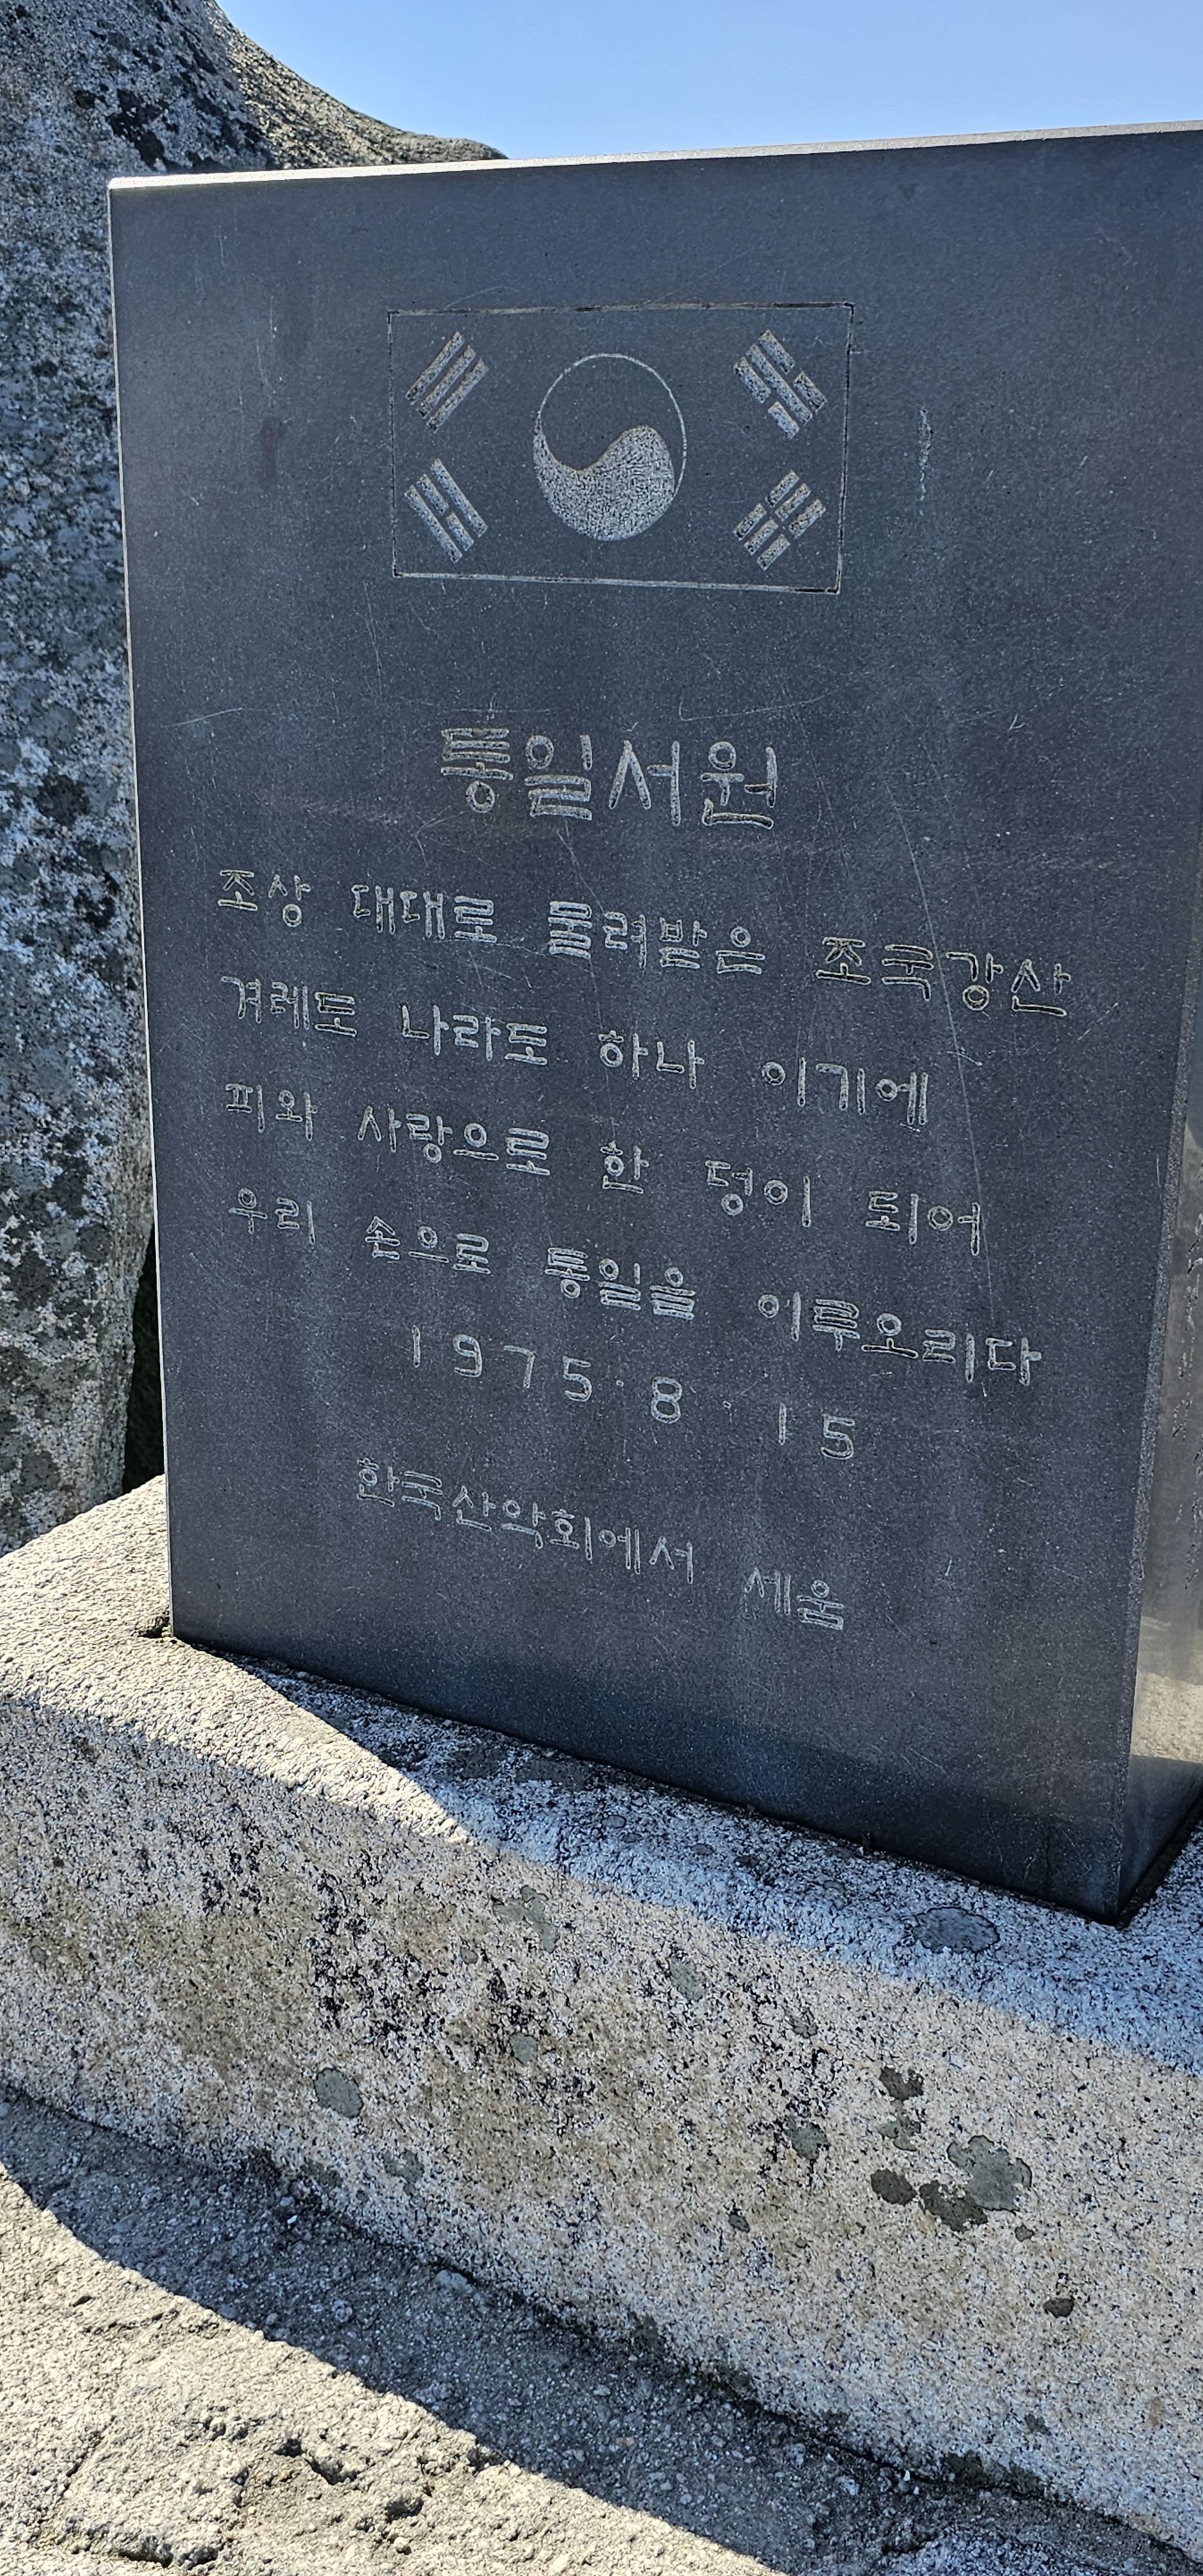 통일서원
조상 대대로 물려받은 조국강산
겨레도 나라도 하나 이기에
피와 사랑으로 한 덩이 되어
우리 손으로 통일을 이루오리다
1975·8·15
한국산악회에서 세움